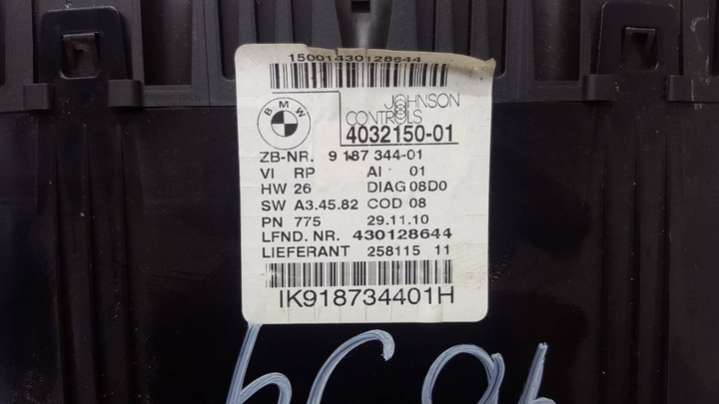 15001430128644
BMW
JOHNSON
CONTROLS
4032150-01
ZB-NR. 9 187 344-01
VI RP AI 01
HW 26 DIAG 08D0
SW A3.45.82 COD 08
PN 775 29.11.10
LFND. NR. 430128644
LIEFERANT 258115 11
IK918734401H